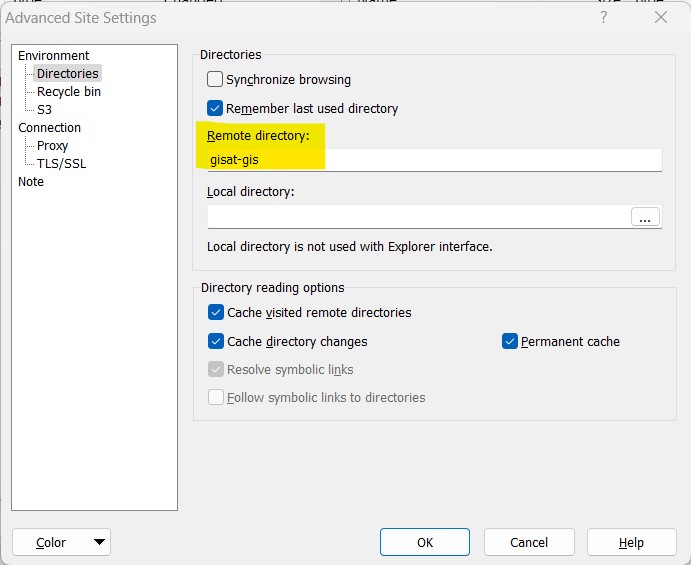 Advanced Site Settings
?
Environment
Directories
Recycle bin
S3
Connection
Proxy
TLS/SSL
Note
Directories
Synchronize browsing
Remember last used directory
Remote directory:
gisat-gis
Local directory:
...
Local directory is not used with Explorer interface.
Directory reading options
Cache visited remote directories
Cache directory changes
Permanent cache
Resolve symbolic links
Follow symbolic links to directories
Color
OK
Cancel
Help